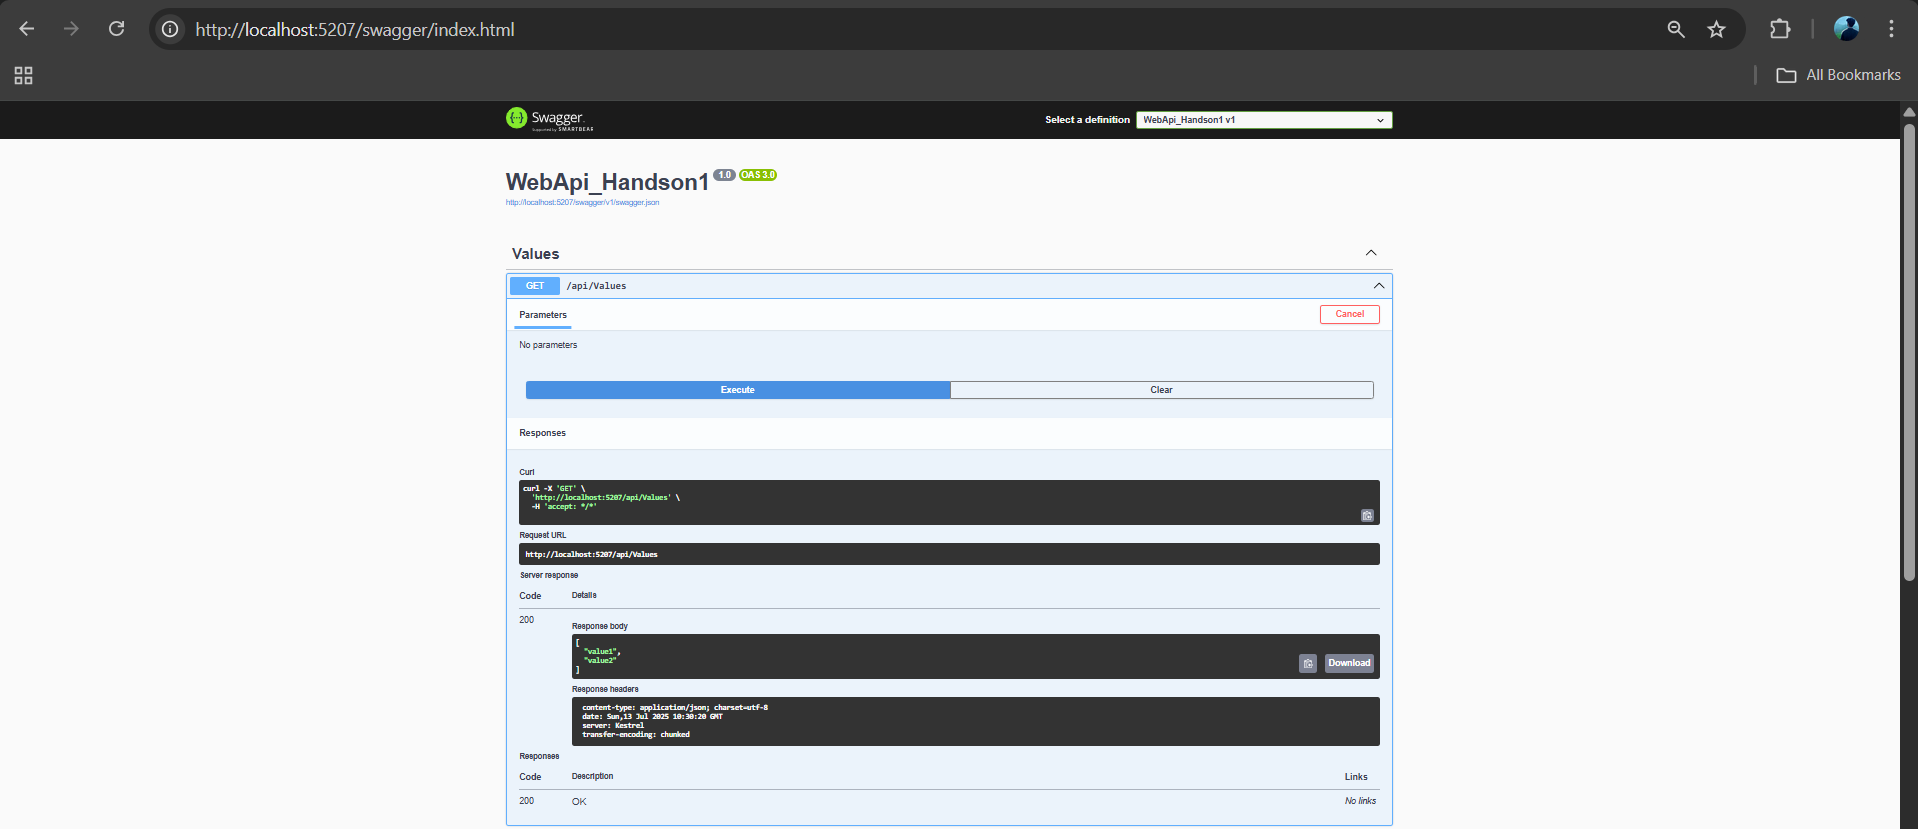 http://localhost:5207/swagger/index.html
All Bookmarks
Swagger.
Supported by SMARTBEAR
Select a definition
WebApi_Handson1 v1
WebApi_Handson1 1.0 OAS 3.0
http://localhost:5207/swagger/v1/swagger.json
Values
GET /api/Values
Parameters
Cancel
No parameters
Execute
Clear
Responses
Curl
curl -X 'GET' \
'http://localhost:5207/api/Values' \
-H 'accept: */*'
Request URL
http://localhost:5207/api/Values
Server response
Code Details
200
Response body
[
"value1",
"value2"
]
Download
Response headers
content-type: application/json; charset=utf-8
date: Sun,13 Jul 2025 10:30:20 GMT
server: Kestrel
transfer-encoding: chunked
Responses
Code Description Links
200 OK No links